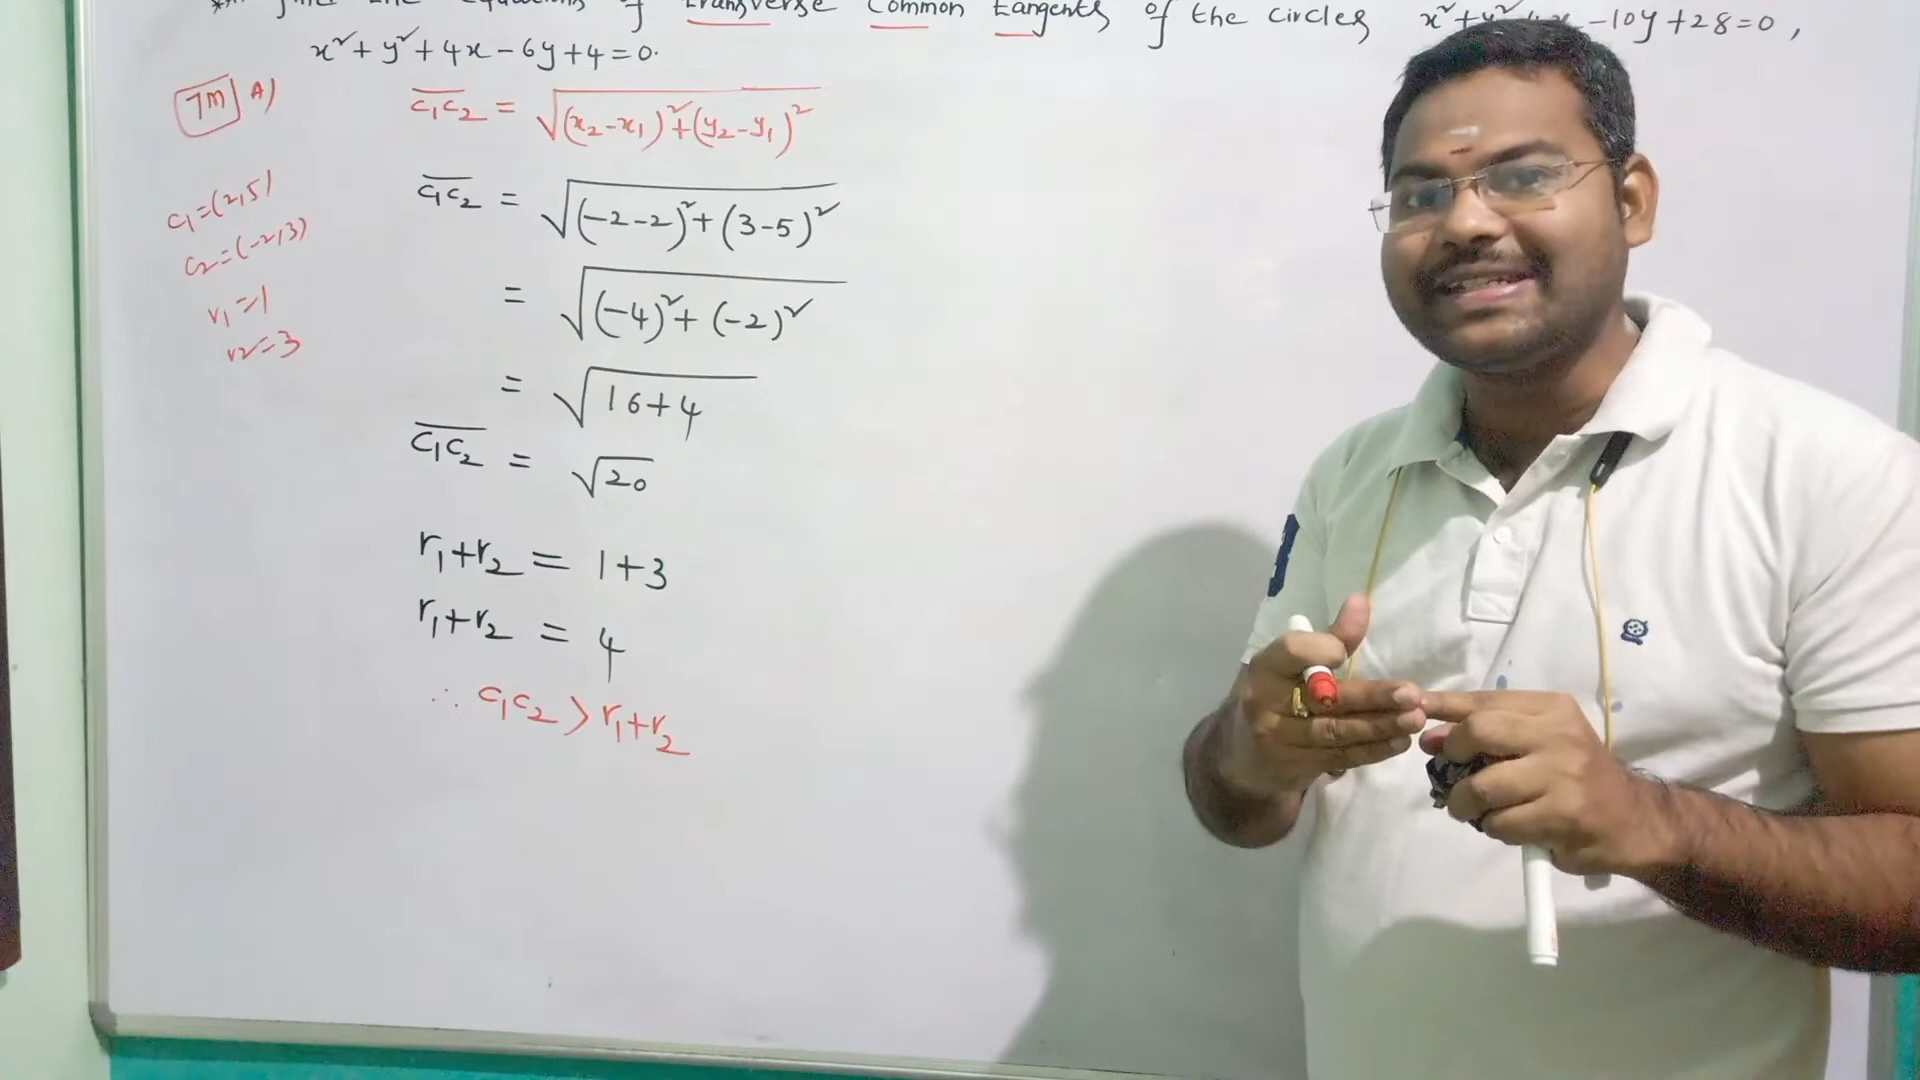 the equations of transverse common tangents of the circles x²+y²-4x-10y+28=0,
x²+y²+4x-6y+4=0.
7M A)
C₁C₂ = √(x₂-x₁)²+(y₂-y₁)²
C₁=(2,5)
C₂=(-2,3)
r₁=1
r₂=3
C₁C₂ = √(-2-2)²+(3-5)²
= √(-4)²+(-2)²
= √16+4
C₁C₂ = √20
r₁+r₂ = 1+3
r₁+r₂ = 4
∴ C₁C₂ > r₁+r₂